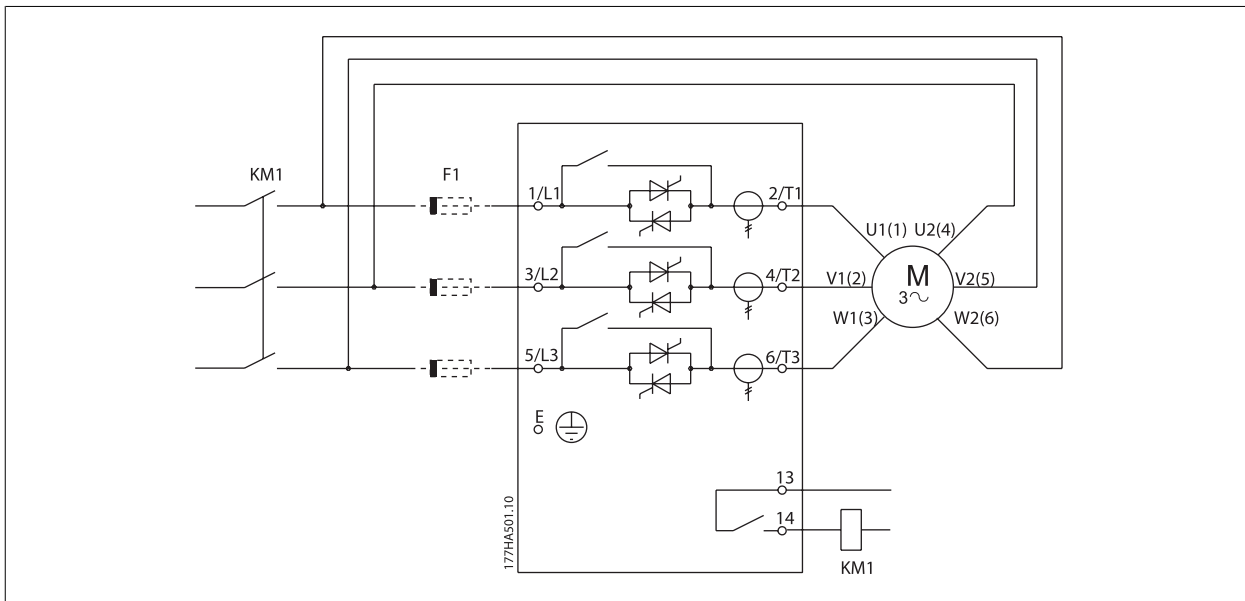 KM1
F1
1/L1
2/T1
U1(1)
U2(4)
3/L2
4/T2
V1(2)
M
3~
V2(5)
W1(3)
W2(6)
5/L3
6/T3
E
13
14
KM1
177HA501.10